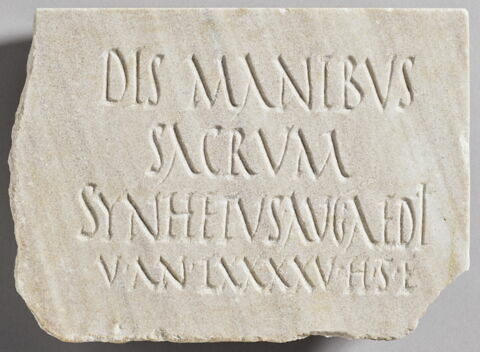 DIS MANIBVS
SACRVM
SYNHETVS AVG AEDI
V·AN·LXXXXV·H·S·E